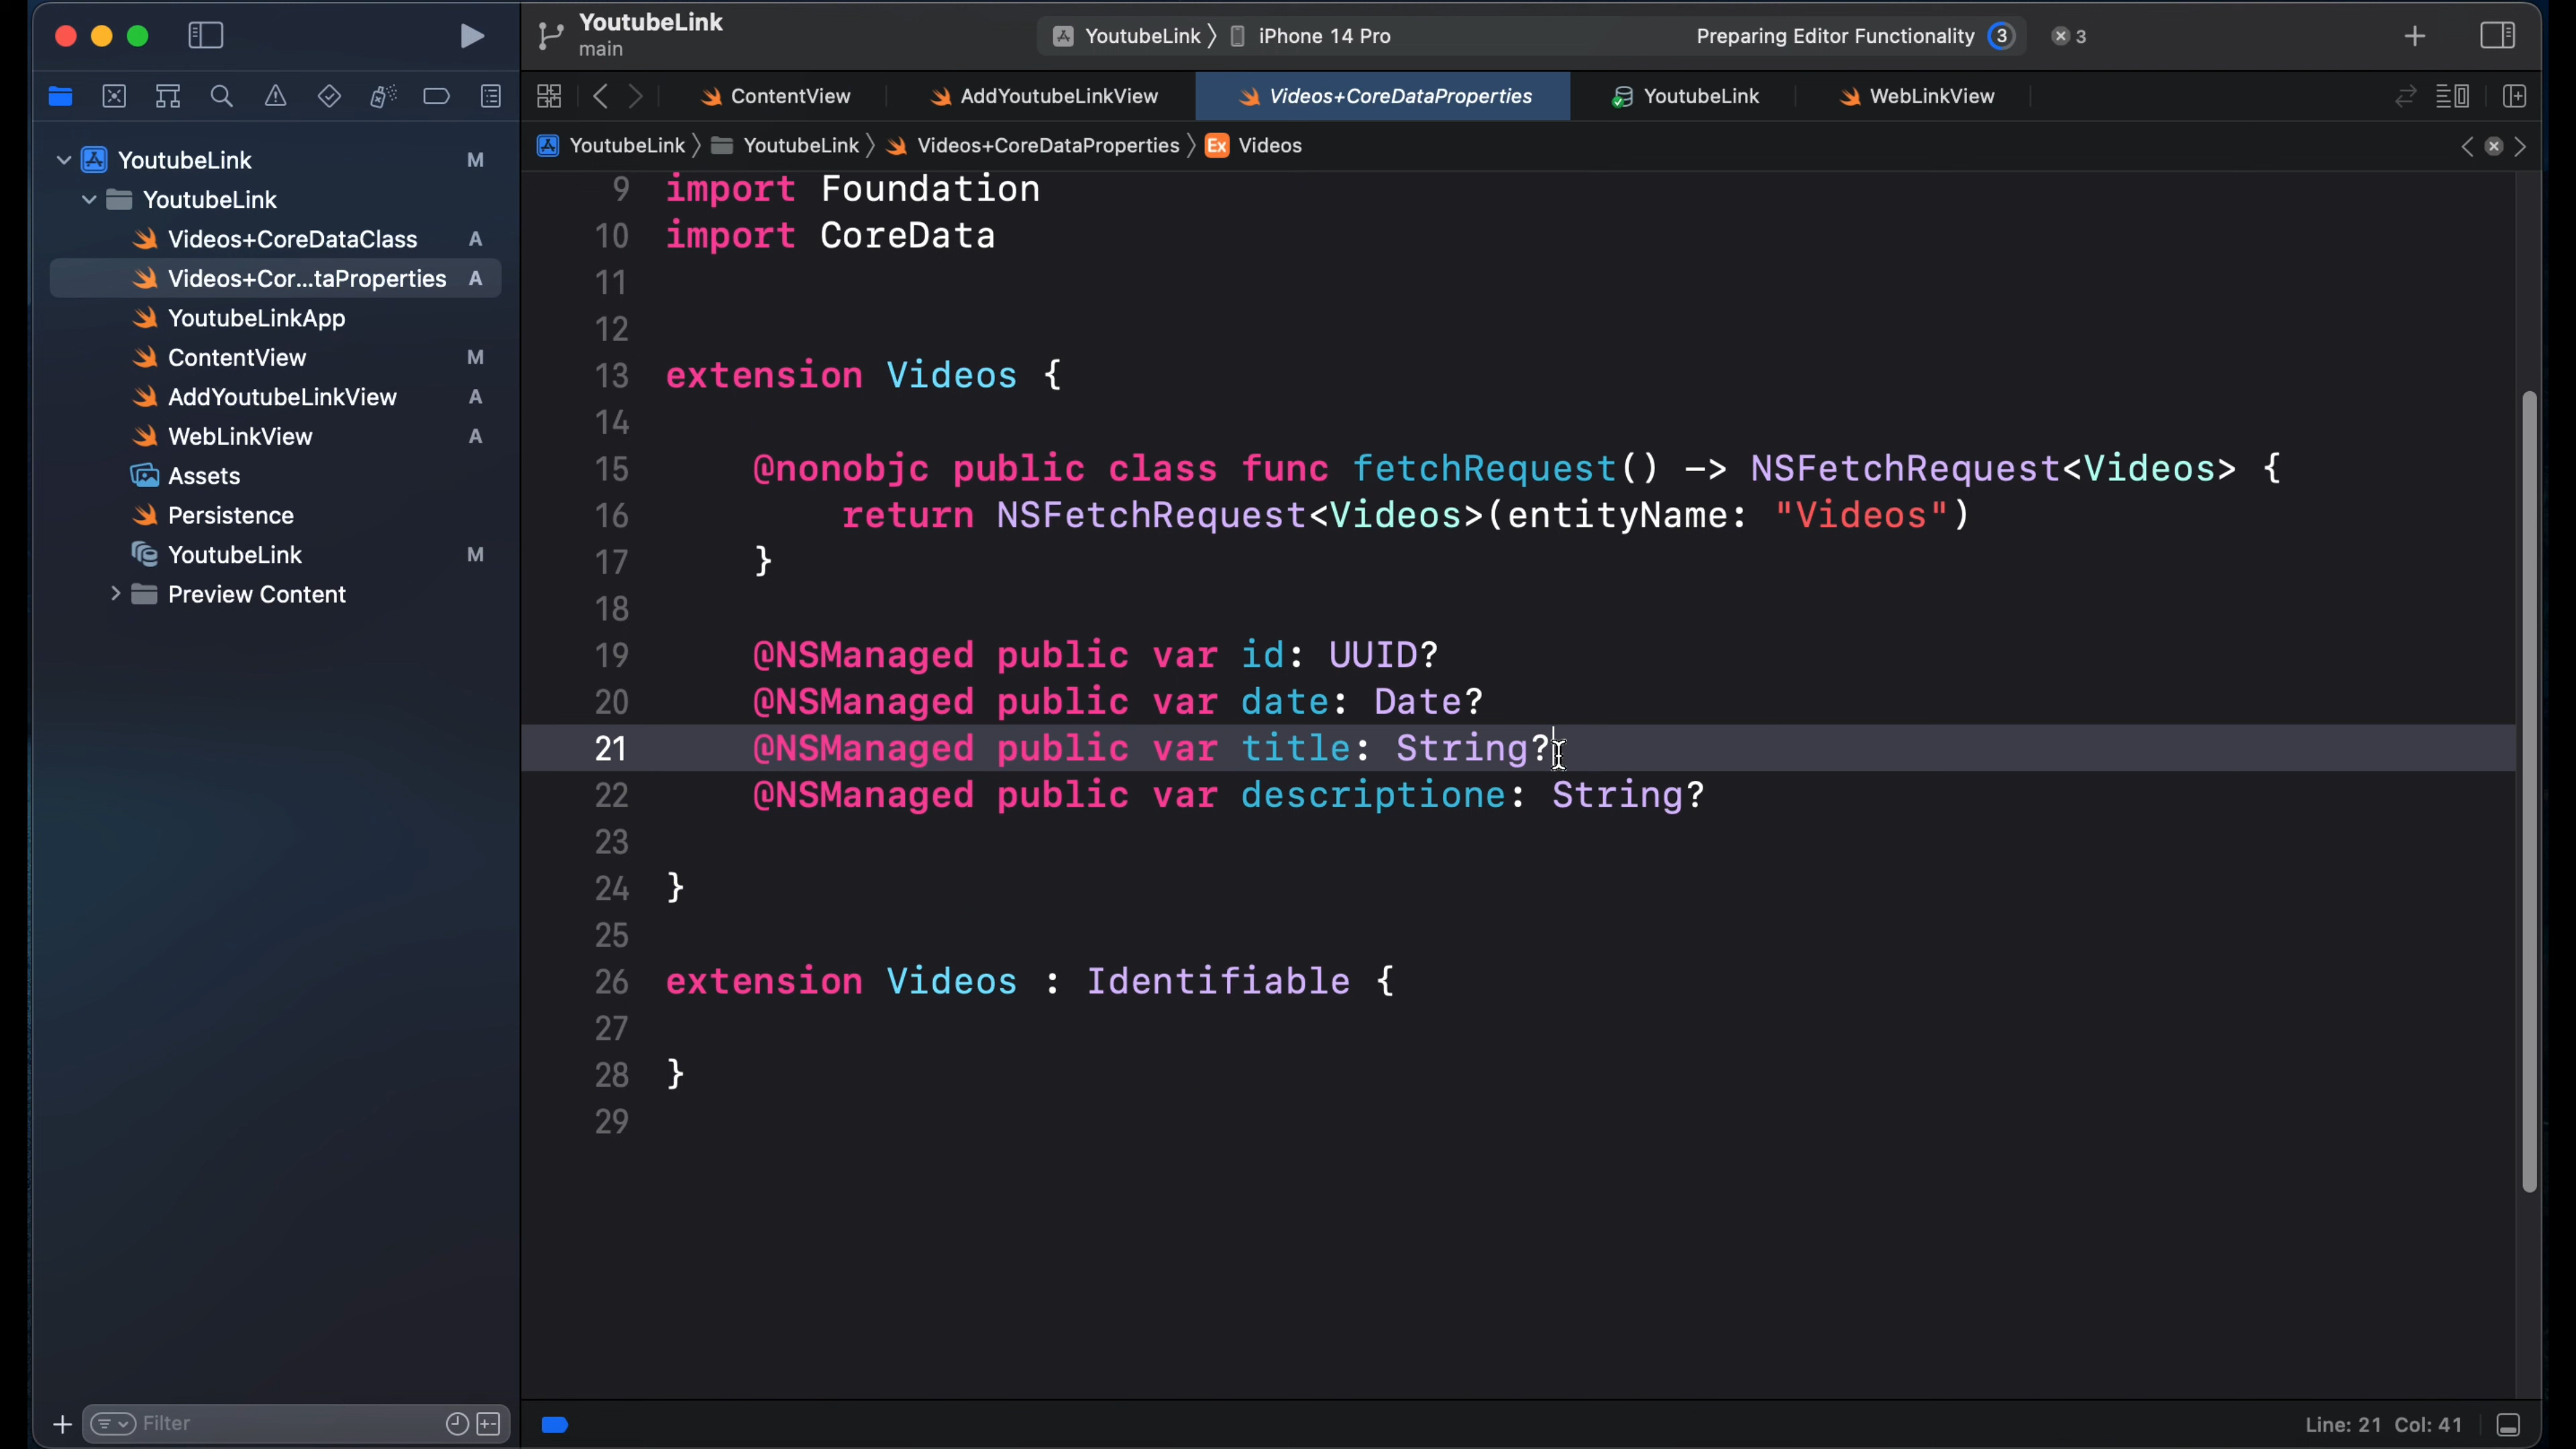 YoutubeLink
main
YoutubeLink 〉 iPhone 14 Pro
Preparing Editor Functionality 3
3
ContentView
AddYoutubeLinkView
Videos+CoreDataProperties
YoutubeLink
WebLinkView
YoutubeLink 〉 YoutubeLink 〉 Videos+CoreDataProperties 〉 Ex Videos
YoutubeLink M
YoutubeLink
Videos+CoreDataClass A
Videos+Cor...taProperties A
YoutubeLinkApp
ContentView M
AddYoutubeLinkView A
WebLinkView A
Assets
Persistence
YoutubeLink M
Preview Content
Filter
9 import Foundation
10 import CoreData
11
12
13 extension Videos {
14
15 @nonobjc public class func fetchRequest() -> NSFetchRequest<Videos> {
16 return NSFetchRequest<Videos>(entityName: "Videos")
17 }
18
19 @NSManaged public var id: UUID?
20 @NSManaged public var date: Date?
21 @NSManaged public var title: String?
22 @NSManaged public var descriptione: String?
23
24 }
25
26 extension Videos : Identifiable {
27
28 }
29
Line: 21 Col: 41